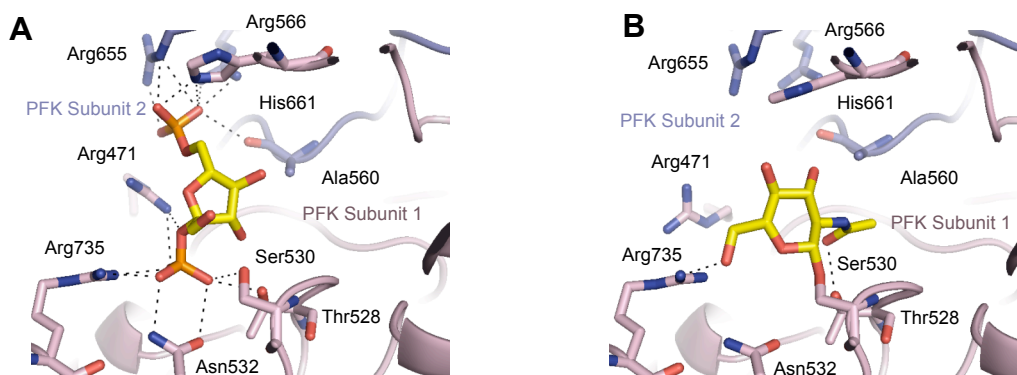 A
Arg566
Arg655
PFK Subunit 2
His661
Arg471
Ala560
PFK Subunit 1
Arg735
Ser530
Thr528
Asn532
B
Arg566
Arg655
His661
PFK Subunit 2
Arg471
Ala560
PFK Subunit 1
Arg735
Ser530
Thr528
Asn532